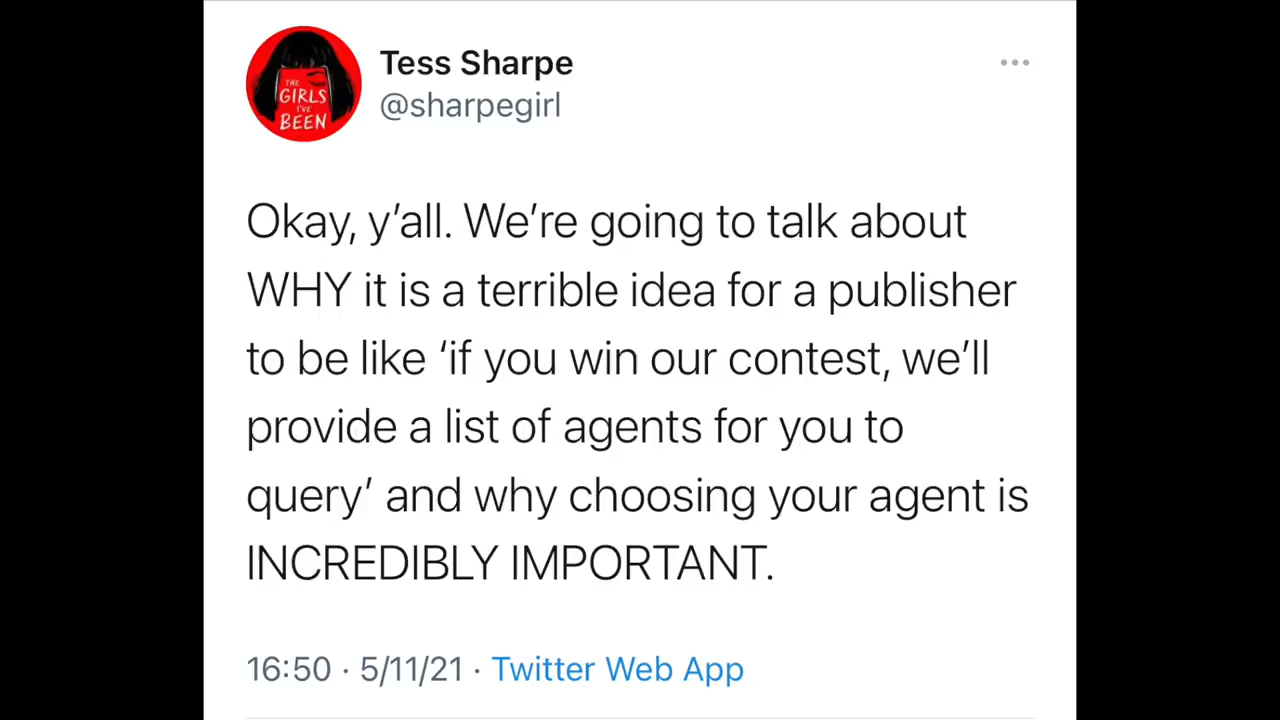 Tess Sharpe
@sharpegirl
THE
GIRLS
I'VE
BEEN
Okay, y’all. We’re going to talk about
WHY it is a terrible idea for a publisher
to be like ‘if you win our contest, we’ll
provide a list of agents for you to
query’ and why choosing your agent is
INCREDIBLY IMPORTANT.
16:50 · 5/11/21 · Twitter Web App